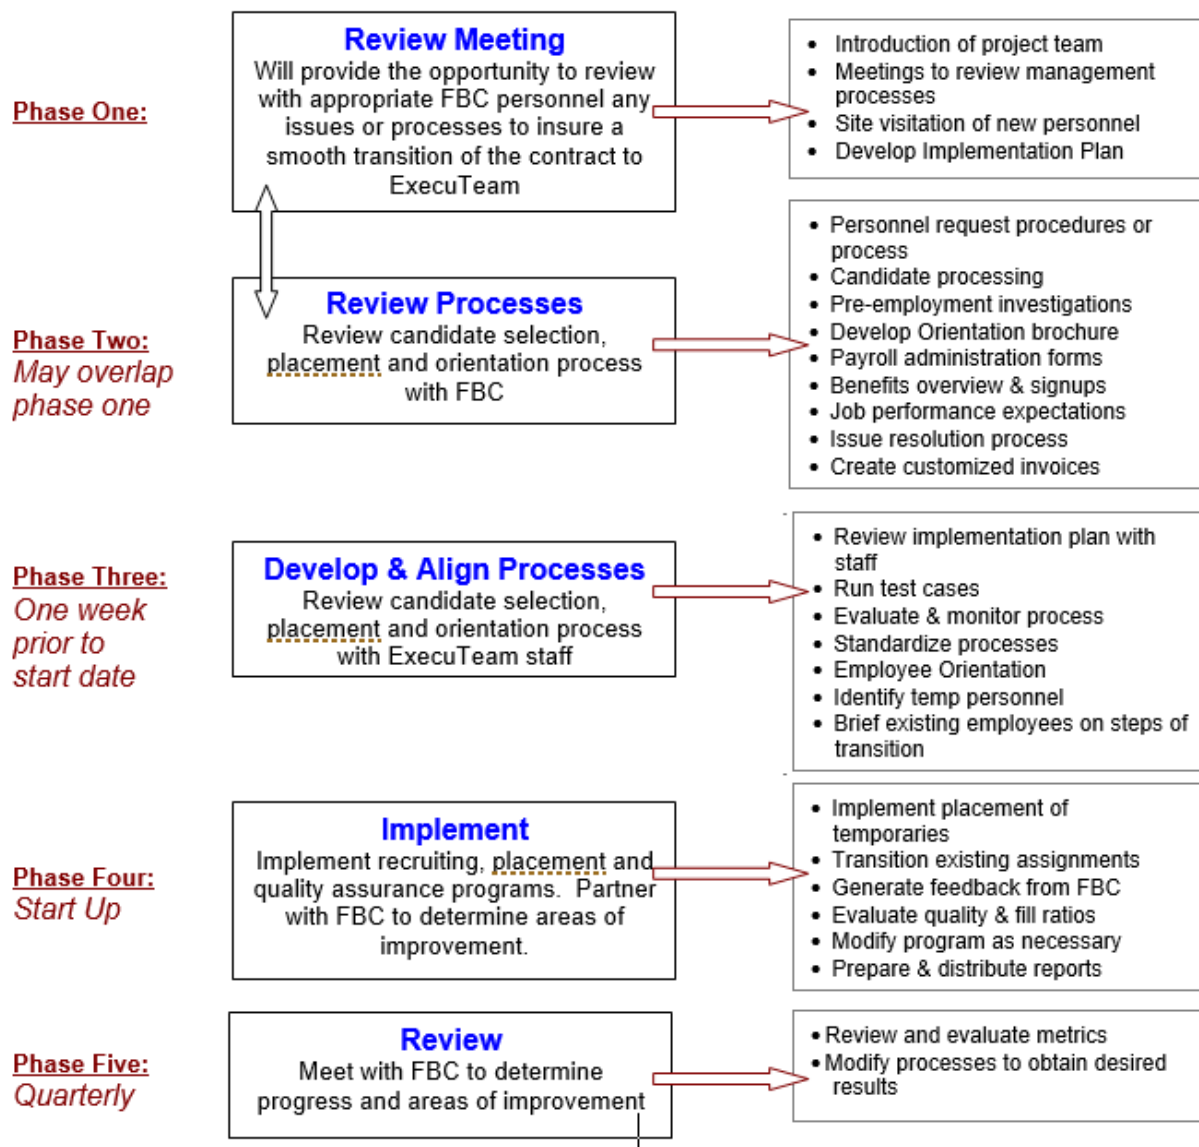 Phase One:
Review Meeting
Will provide the opportunity to review
with appropriate FBC personnel any
issues or processes to insure a
smooth transition of the contract to
ExecuTeam
• Introduction of project team
• Meetings to review management
processes
• Site visitation of new personnel
• Develop Implementation Plan
Phase Two:
May overlap
phase one
Review Processes
Review candidate selection,
placement and orientation process
with FBC
• Personnel request procedures or
process
• Candidate processing
• Pre-employment investigations
• Develop Orientation brochure
• Payroll administration forms
• Benefits overview & signups
• Job performance expectations
• Issue resolution process
• Create customized invoices
Phase Three:
One week
prior to
start date
Develop & Align Processes
Review candidate selection,
placement and orientation process
with ExecuTeam staff
• Review implementation plan with
staff
• Run test cases
• Evaluate & monitor process
• Standardize processes
• Employee Orientation
• Identify temp personnel
• Brief existing employees on steps of
transition
Phase Four:
Start Up
Implement
Implement recruiting, placement and
quality assurance programs.  Partner
with FBC to determine areas of
improvement.
• Implement placement of
temporaries
• Transition existing assignments
• Generate feedback from FBC
• Evaluate quality & fill ratios
• Modify program as necessary
• Prepare & distribute reports
Phase Five:
Quarterly
Review
Meet with FBC to determine
progress and areas of improvement
• Review and evaluate metrics
• Modify processes to obtain desired
results